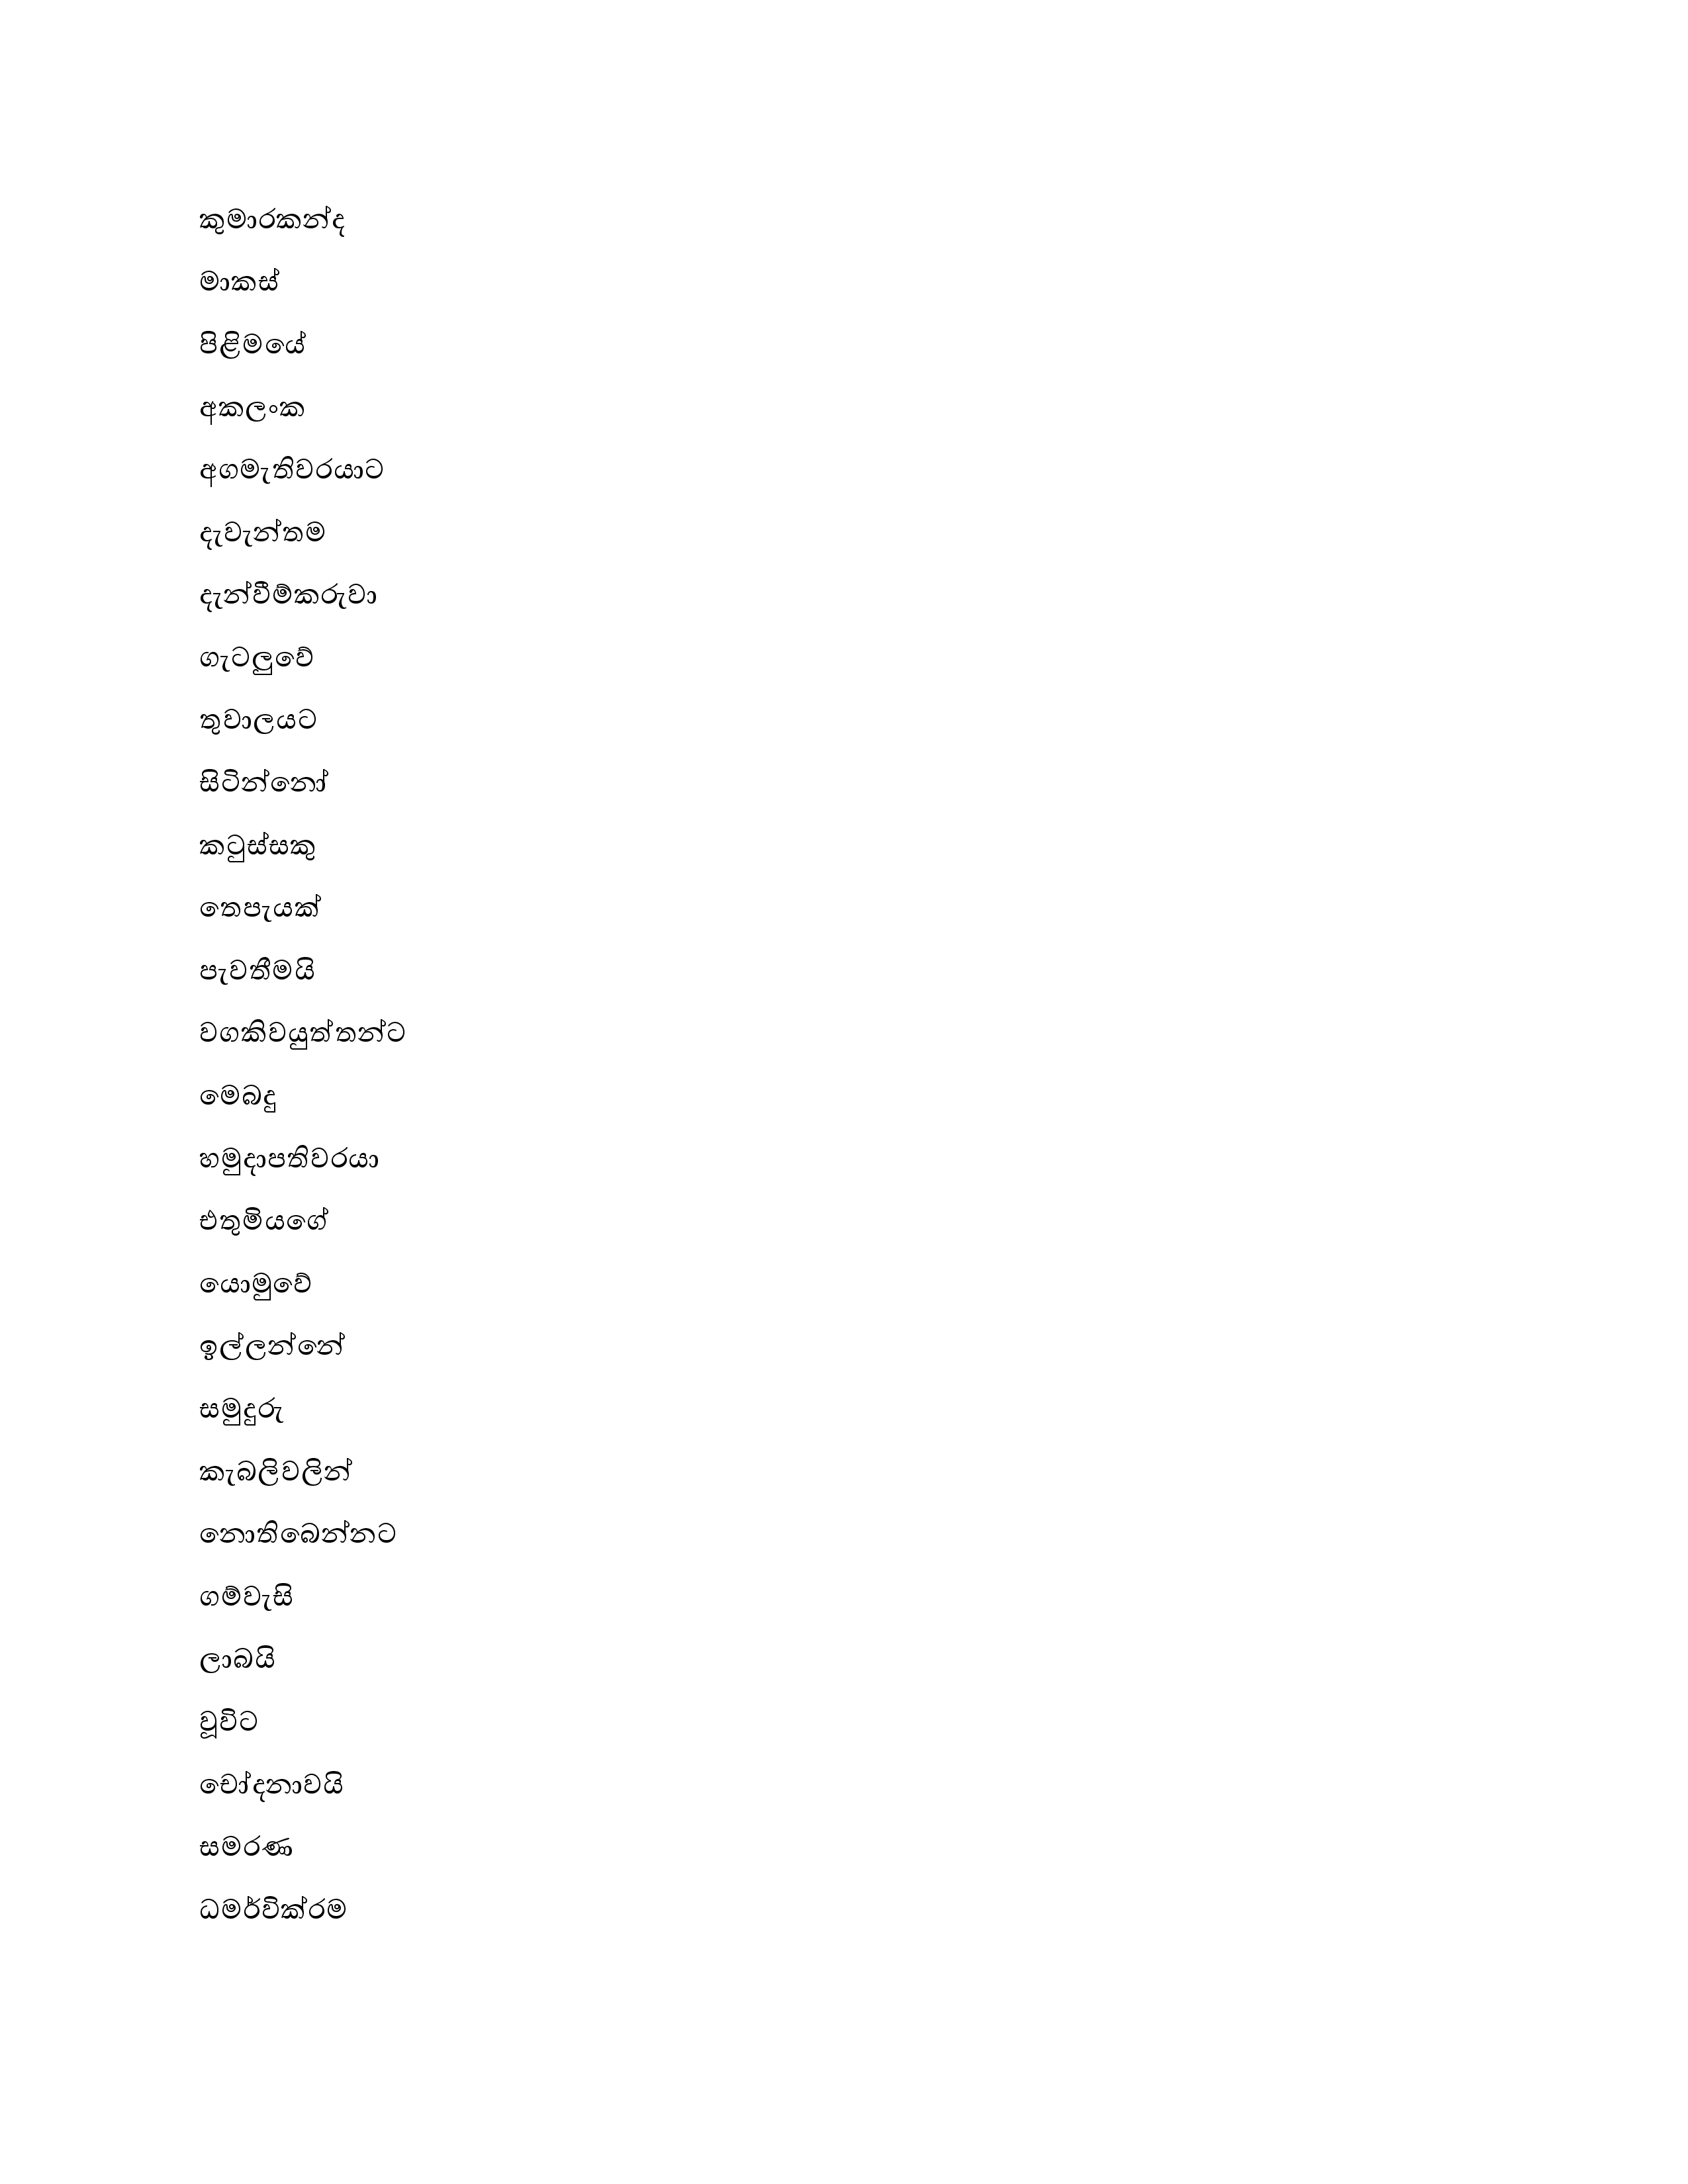 කුමාරකන්ද
මාකස්
පිළිමයේ
අකලංක
අගමැතිවරයාට
දැවැන්තම
දැන්වීම්කරුවා
ගැටලුවේ
තුවාලයට
සිටින්නෝ
කටුස්සකු
තෙපැයක්
පැවතීමයි
වගකිවයුත්තන්ට
මෙබදු
හමුදාපතිවරයා
එතුමියගේ
යොමුවේ
ඉල්ලන්නේ
සමුදුරු
කැබලිවලින්
නොතිබෙන්නට
ගම්වැසි
ලාබයි
වූවිට
චෝදනාවයි
සමරණ
ධර්මවික්රම